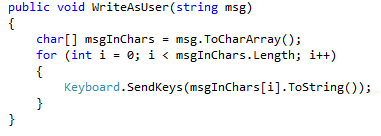 public void WriteAsUser(string msg)
{
    char[] msgInChars = msg.ToCharArray();
    for (int i = 0; i < msgInChars.Length; i++)
    {
        Keyboard.SendKeys(msgInChars[i].ToString());
    }
}